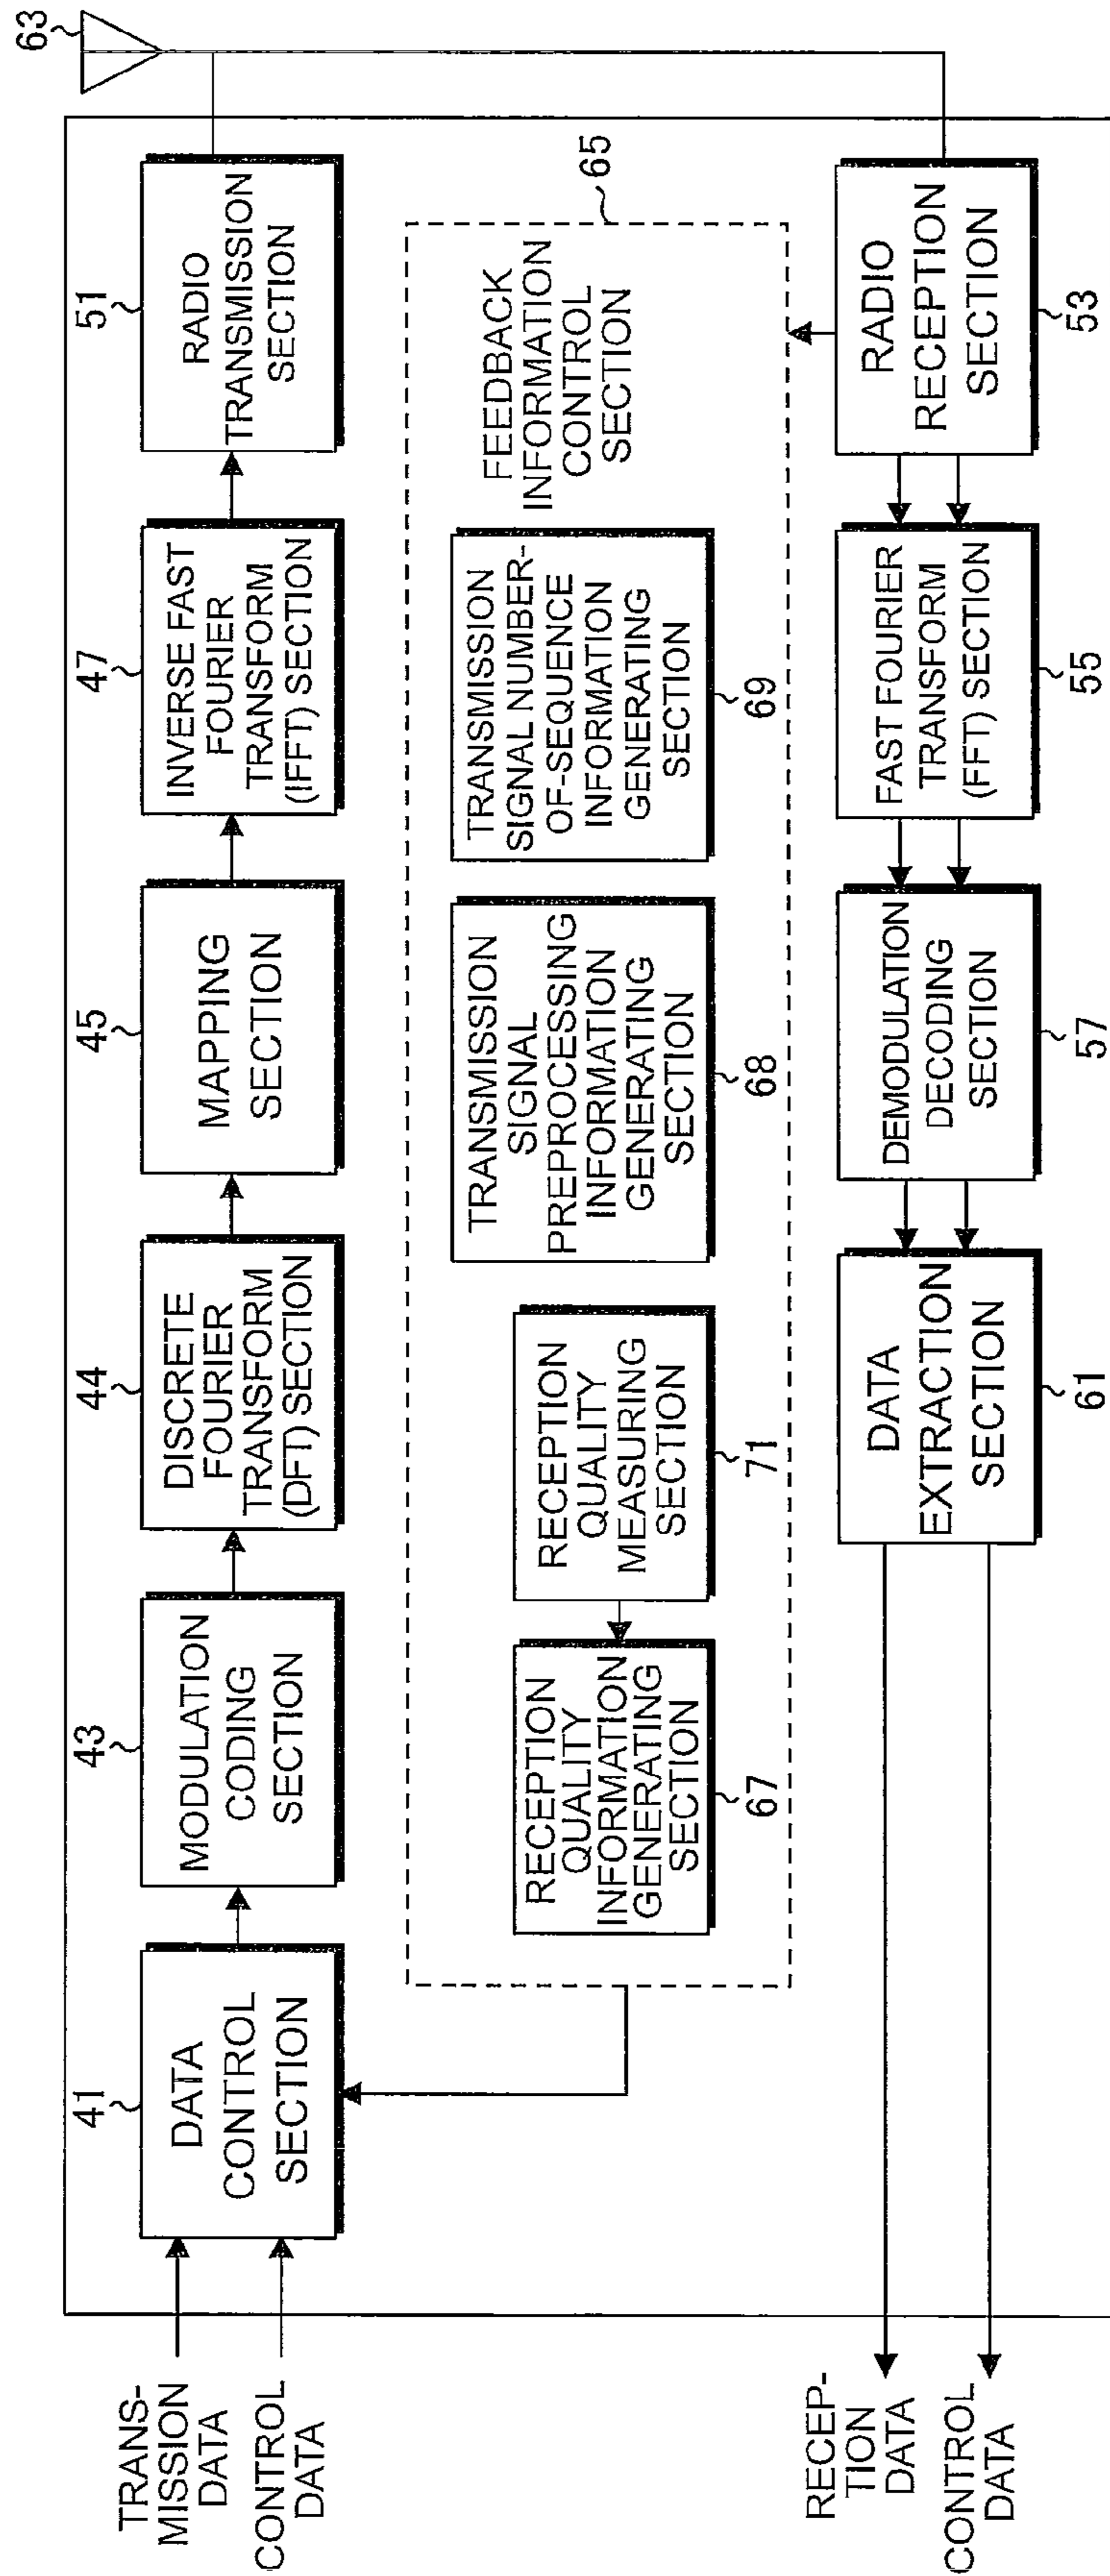 TRANS-
MISSION
DATA
CONTROL
DATA
41
DATA
CONTROL
SECTION
43
MODULATION
CODING
SECTION
44
DISCRETE
FOURIER
TRANSFORM
(DFT) SECTION
45
MAPPING
SECTION
47
INVERSE FAST
FOURIER
TRANSFORM
(IFFT) SECTION
51
RADIO
TRANSMISSION
SECTION
63
RECEPTION
QUALITY
INFORMATION
GENERATING
SECTION
67
RECEPTION
QUALITY
MEASURING
SECTION
71
TRANSMISSION
SIGNAL
PREPROCESSING
INFORMATION
GENERATING
SECTION
68
TRANSMISSION
SIGNAL NUMBER-
OF-SEQUENCE
INFORMATION
GENERATING
SECTION
69
FEEDBACK
INFORMATION
CONTROL
SECTION
65
RECEP-
TION
DATA
CONTROL
DATA
DATA
EXTRACTION
SECTION
61
DEMODULATION
DECODING
SECTION
57
FAST FOURIER
TRANSFORM
(FFT) SECTION
55
RADIO
RECEPTION
SECTION
53